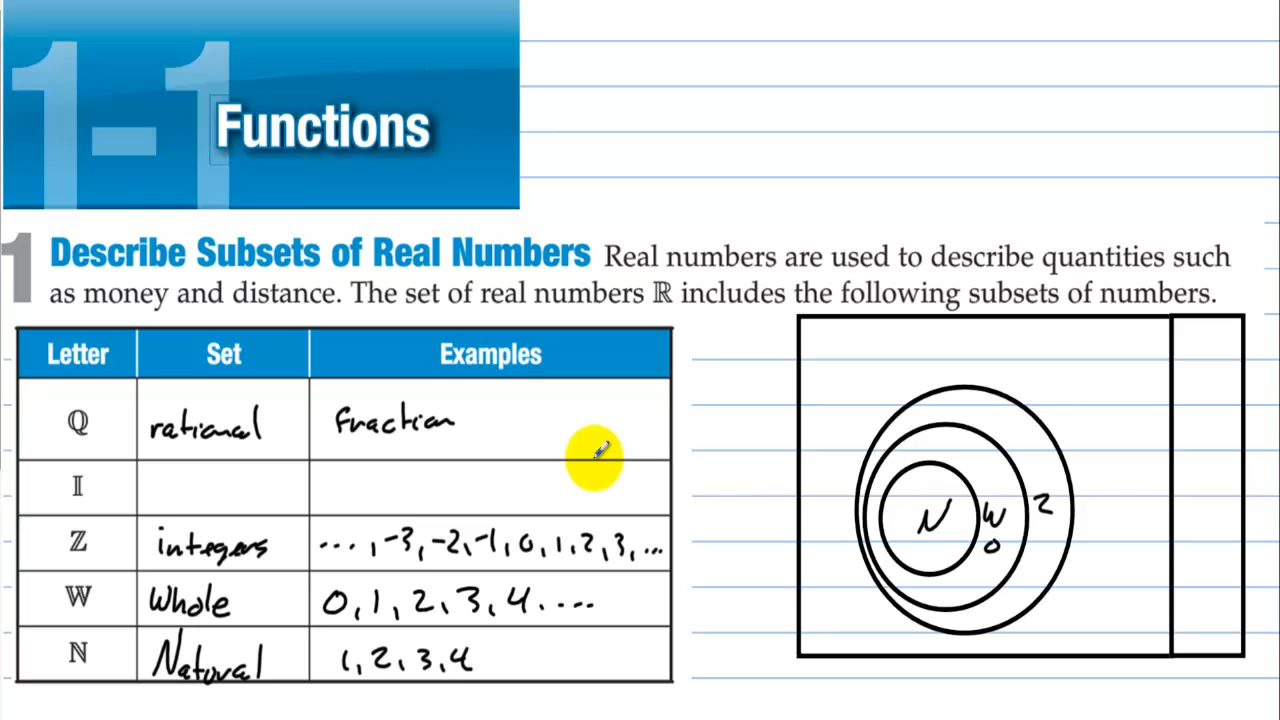 1-1
Functions
1 Describe Subsets of Real Numbers Real numbers are used to describe quantities such
as money and distance. The set of real numbers ℝ includes the following subsets of numbers.
Letter Set Examples
ℚ rational fraction
𝕀
ℤ integers ...,-3,-2,-1,0,1,2,3,...
𝕎 Whole 0,1,2,3,4....
ℕ Natural 1,2,3,4
N W Z
0